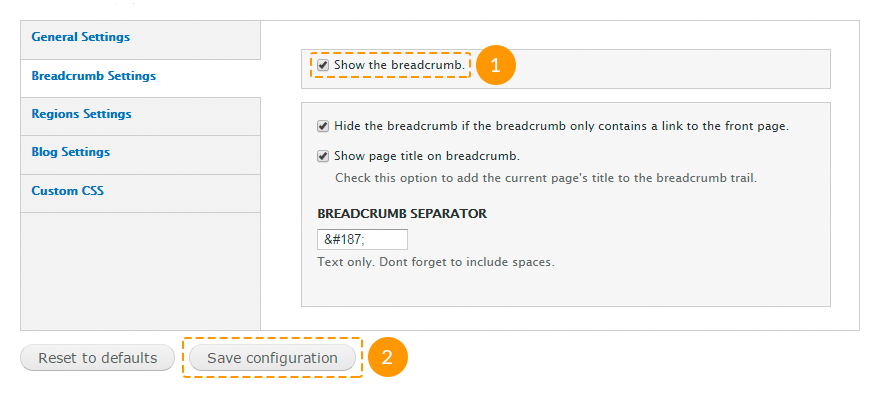 General Settings
Breadcrumb Settings
Regions Settings
Blog Settings
Custom CSS
Show the breadcrumb.
1
Hide the breadcrumb if the breadcrumb only contains a link to the front page.
Show page title on breadcrumb.
Check this option to add the current page's title to the breadcrumb trail.
BREADCRUMB SEPARATOR
&#187;
Text only. Dont forget to include spaces.
Reset to defaults
Save configuration
2